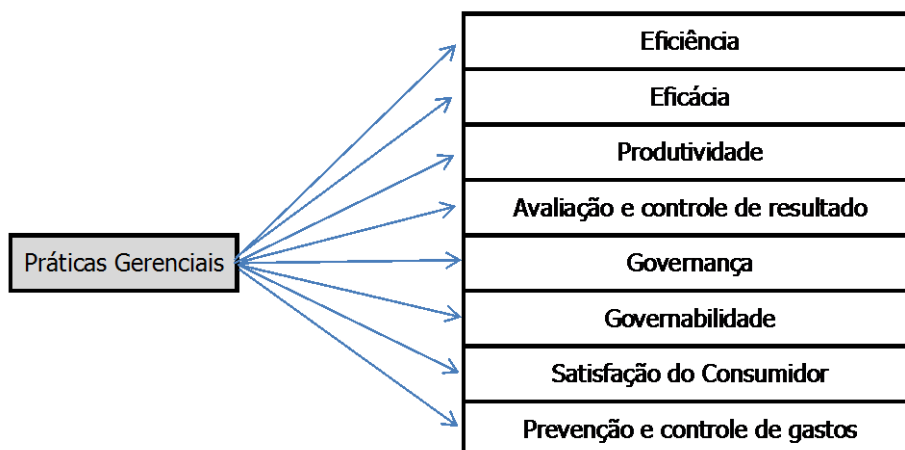 Eficiência
Eficácia
Produtividade
Avaliação e controle de resultado
Práticas Gerenciais
Governança
Governabilidade
Satisfação do Consumidor
Prevenção e controle de gastos